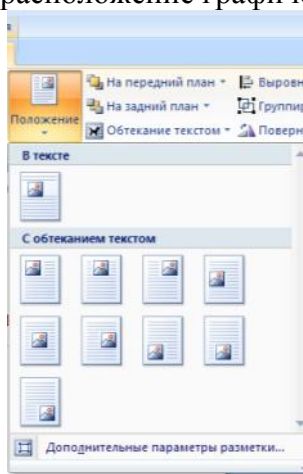 расположение графич
На передний план
Выровн
На задний план
Группир
Положение
Обтекание текстом
Поверн
В тексте
С обтеканием текстом
Дополнительные параметры разметки...